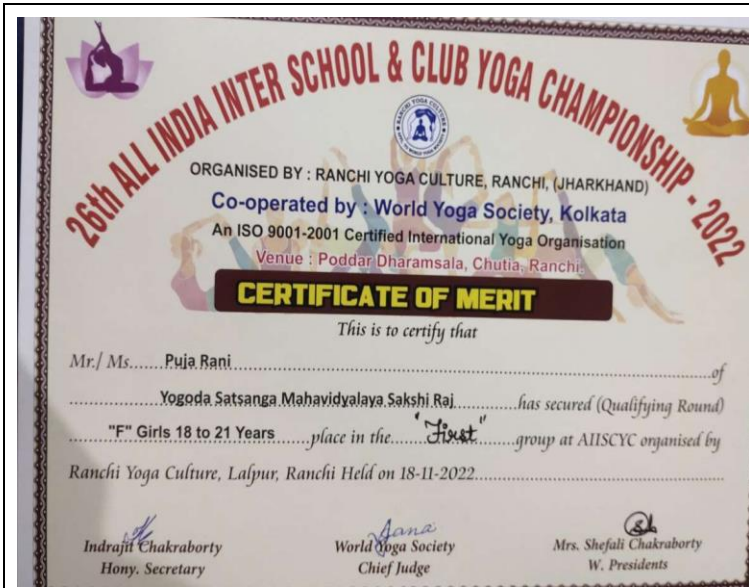 26th ALL INDIA INTER SCHOOL & CLUB YOGA CHAMPIONSHIP - 2022
RANCHI YOGA CULTURE
ORGANISED BY : RANCHI YOGA CULTURE, RANCHI, (JHARKHAND)
Co-operated by : World Yoga Society, Kolkata
An ISO 9001-2001 Certified International Yoga Organisation
Venue : Poddar Dharamsala, Chutia, Ranchi.
CERTIFICATE OF MERIT
This is to certify that
Mr./ Ms......Puja Rani..........of
Yogoda Satsanga Mahavidyalaya Sakshi Raj..........has secured (Qualifying Round)
"F" Girls 18 to 21 Years ......place in the......"First"......group at AIISCYC organised by
Ranchi Yoga Culture, Lalpur, Ranchi Held on 18-11-2022..........
Jana
Indrajit Chakraborty World Yoga Society Mrs. Shefali Chakraborty
Hony. Secretary Chief Judge W. Presidents